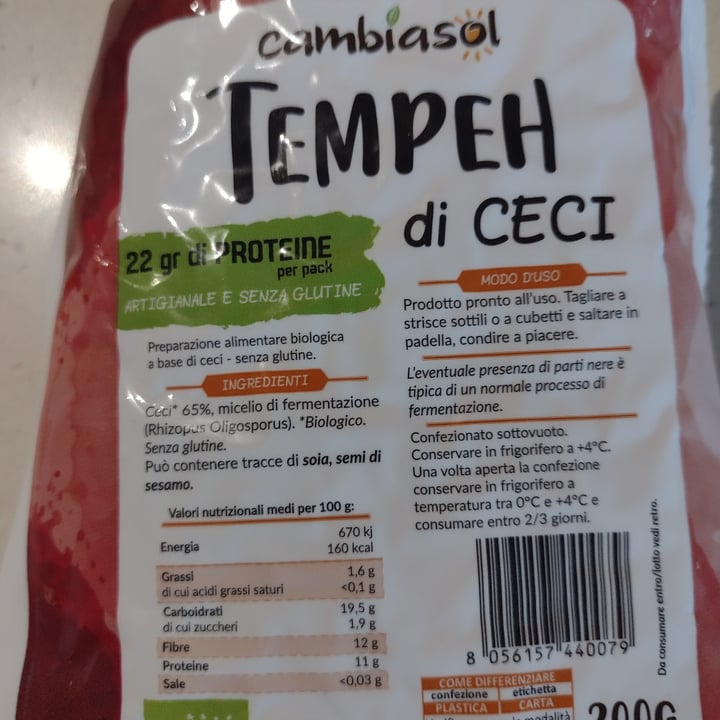 cambiasol
TEMPEH
di CECI
22 gr di PROTEINE
per pack
ARTIGIANALE E SENZA GLUTINE
Preparazione alimentare biologica
a base di ceci - senza glutine.
INGREDIENTI
Ceci* 65%, micelio di fermentazione
(Rhizopus Oligosporus). *Biologico.
Senza glutine.
Può contenere tracce di soia, semi di
sesamo.
Valori nutrizionali medi per 100 g:
670 kj
Energia 160 kcal
Grassi 1,6 g
di cui acidi grassi saturi <0,1 g
Carboidrati 19,5 g
di cui zuccheri 1,9 g
Fibre 12 g
Proteine 11 g
Sale <0,03 g
MODO D'USO
Prodotto pronto all'uso. Tagliare a
strisce sottili o a cubetti e saltare in
padella, condire a piacere.
L'eventuale presenza di parti nere è
tipica di un normale processo di
fermentazione.
Confezionato sottovuoto.
Conservare in frigorifero a +4°C.
Una volta aperta la confezione
conservare in frigorifero a
temperatura tra 0°C e +4°C e
consumare entro 2/3 giorni.
Da consumare entro/lotto vedi retro.
8 056157 440079
COME DIFFERENZIARE
confezione etichetta
PLASTICA CARTA
modalità
200G